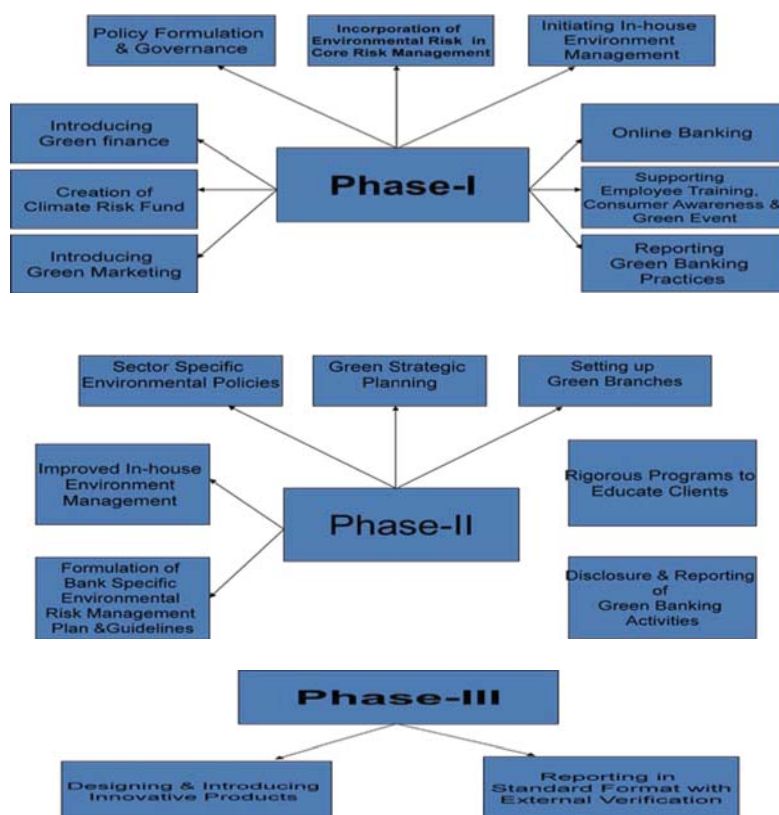 Policy Formulation
& Governance
Incorporation of
Environmental Risk in
Core Risk Management
Initiating In-house
Environment
Management
Introducing
Green finance
Creation of
Climate Risk Fund
Introducing
Green Marketing
Phase-I
Online Banking
Supporting
Employee Training,
Consumer Awareness &
Green Event
Reporting
Green Banking
Practices
Sector Specific
Environmental Policies
Green Strategic
Planning
Setting up
Green Branches
Improved In-house
Environment
Management
Formulation of
Bank Specific
Environmental
Risk Management
Plan &Guidelines
Phase-II
Rigorous Programs to
Educate Clients
Disclosure & Reporting
of
Green Banking
Activities
Phase-III
Designing & Introducing
Innovative Products
Reporting in
Standard Format with
External Verification